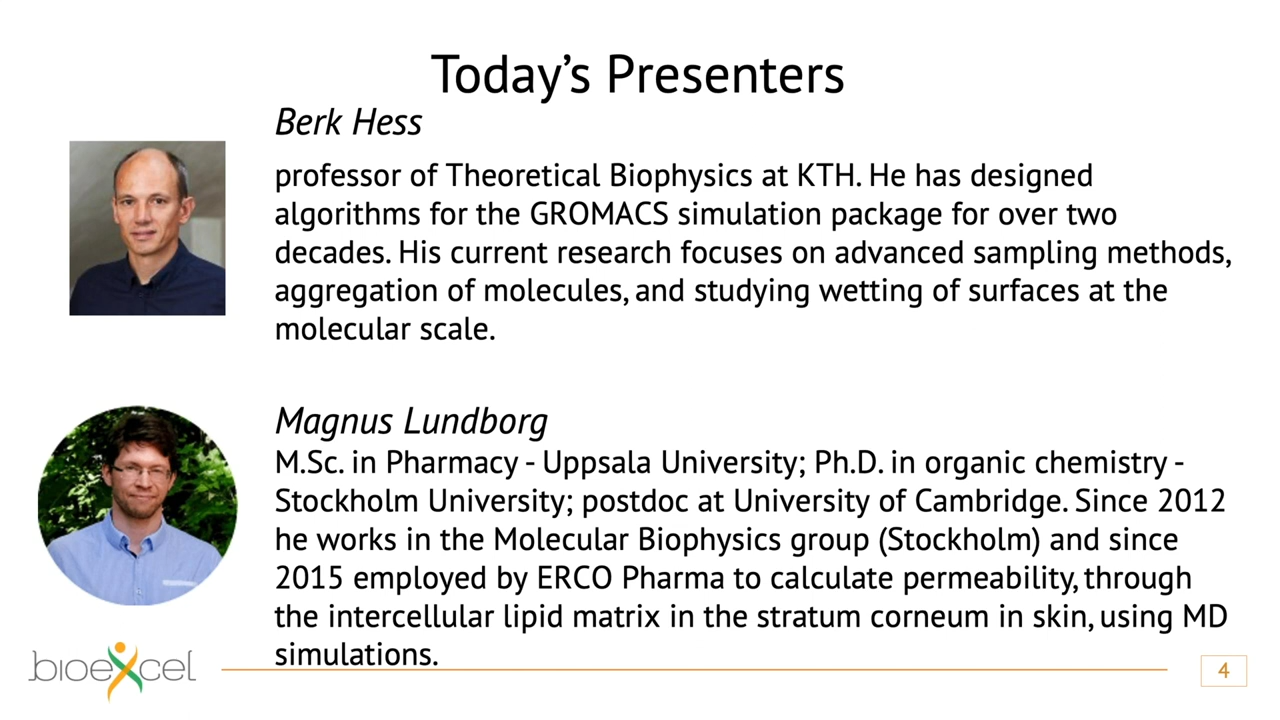 Today's Presenters
Berk Hess
professor of Theoretical Biophysics at KTH. He has designed
algorithms for the GROMACS simulation package for over two
decades. His current research focuses on advanced sampling methods,
aggregation of molecules, and studying wetting of surfaces at the
molecular scale.
Magnus Lundborg
M.Sc. in Pharmacy - Uppsala University; Ph.D. in organic chemistry -
Stockholm University; postdoc at University of Cambridge. Since 2012
he works in the Molecular Biophysics group (Stockholm) and since
2015 employed by ERCO Pharma to calculate permeability, through
the intercellular lipid matrix in the stratum corneum in skin, using MD
simulations.
bioexcel
4